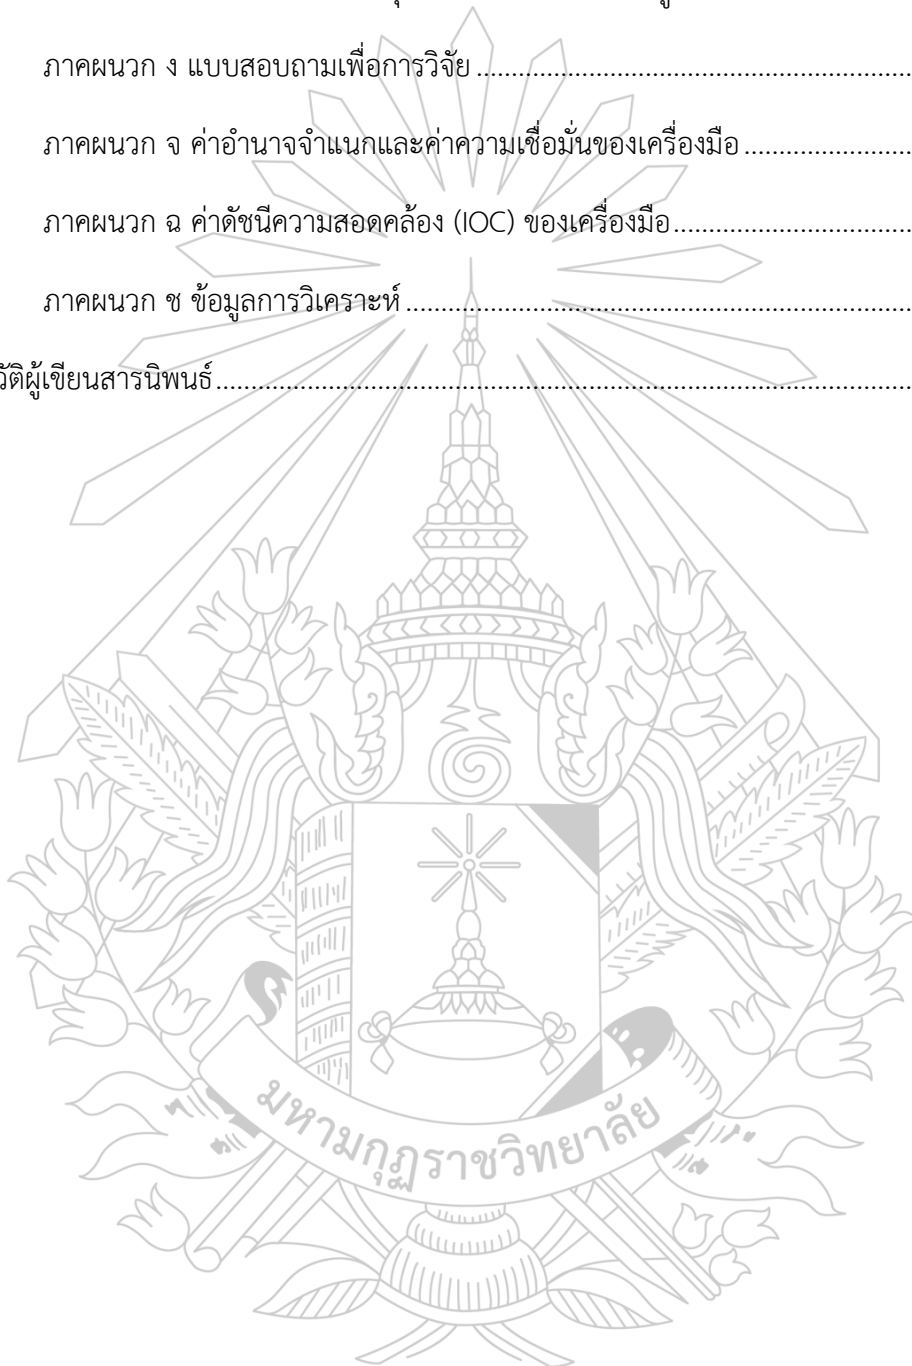 ภาคผนวก ง แบบสอบถามเพื่อการวิจัย
ภาคผนวก จ ค่าอำนาจจำแนกและค่าความเชื่อมั่นของเครื่องมือ
ภาคผนวก ฉ ค่าดัชนีความสอดคล้อง (IOC) ของเครื่องมือ
ภาคผนวก ช ข้อมูลการวิเคราะห์
วัติผู้เขียนสารนิพนธ์
มหามกุฏราชวิทยาลัย